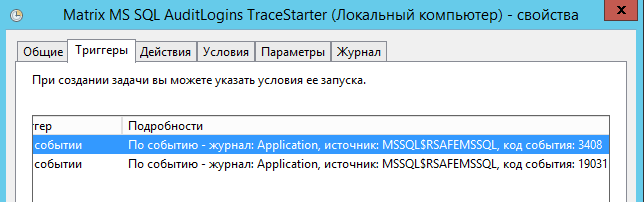 Matrix MS SQL AuditLogins TraceStarter (Локальный компьютер) - свойства
x
Общие Триггеры Действия Условия Параметры Журнал
При создании задачи вы можете указать условия ее запуска.
ггер Подробности
событии По событию - журнал: Application, источник: MSSQL$RSAFEMSSQL, код события: 3408
событии По событию - журнал: Application, источник: MSSQL$RSAFEMSSQL, код события: 19031